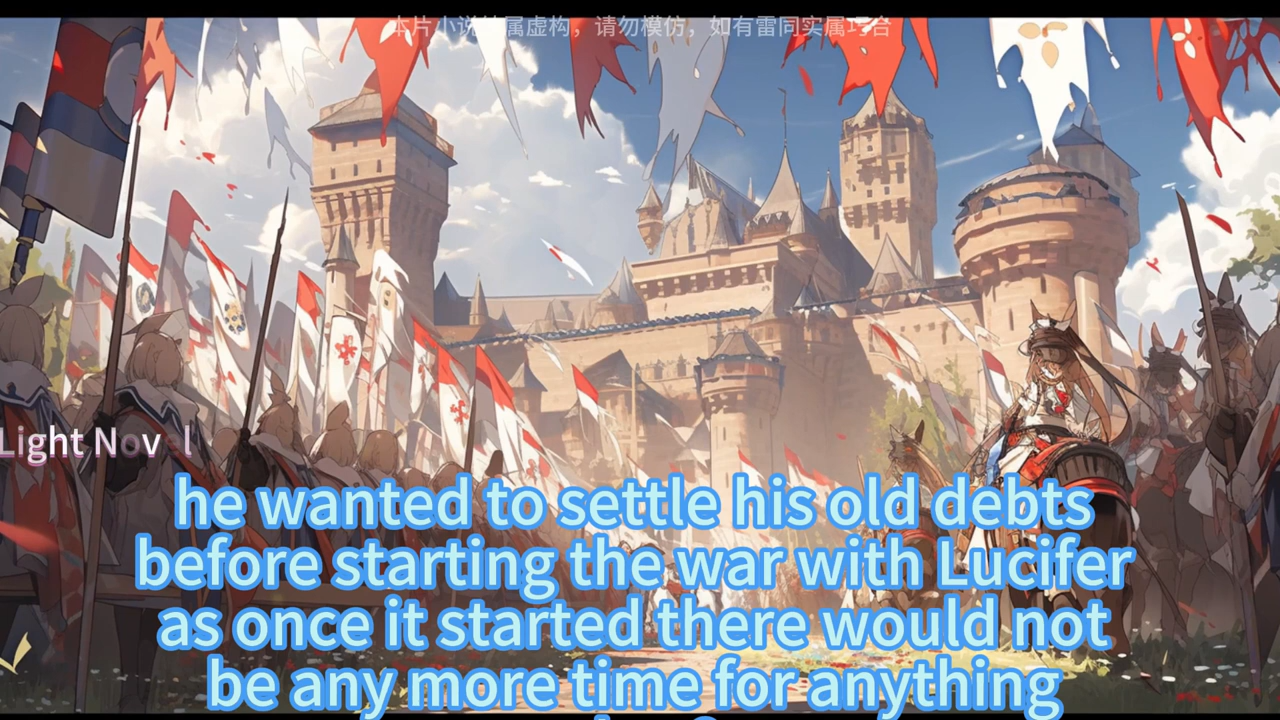 本片小说纯属虚构，请勿模仿，如有雷同实属巧合
Light Nov l
he wanted to settle his old debts
before starting the war with Lucifer
as once it started there would not
be any more time for anything